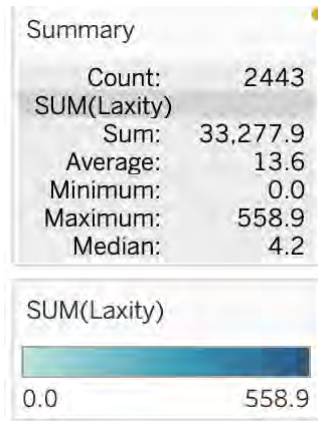 Summary
Count: 2443
SUM(Laxity)
Sum: 33,277.9
Average: 13.6
Minimum: 0.0
Maximum: 558.9
Median: 4.2
SUM(Laxity)
0.0 558.9